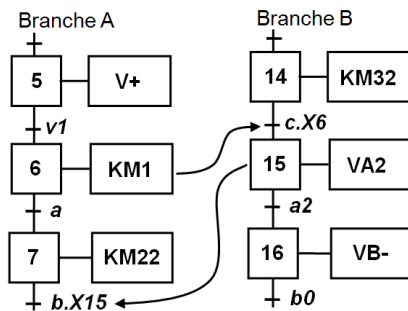 Branche A
5
V+
v1
6
KM1
a
7
KM22
b.X15
Branche B
14
KM32
c.X6
15
VA2
a2
16
VB-
b0